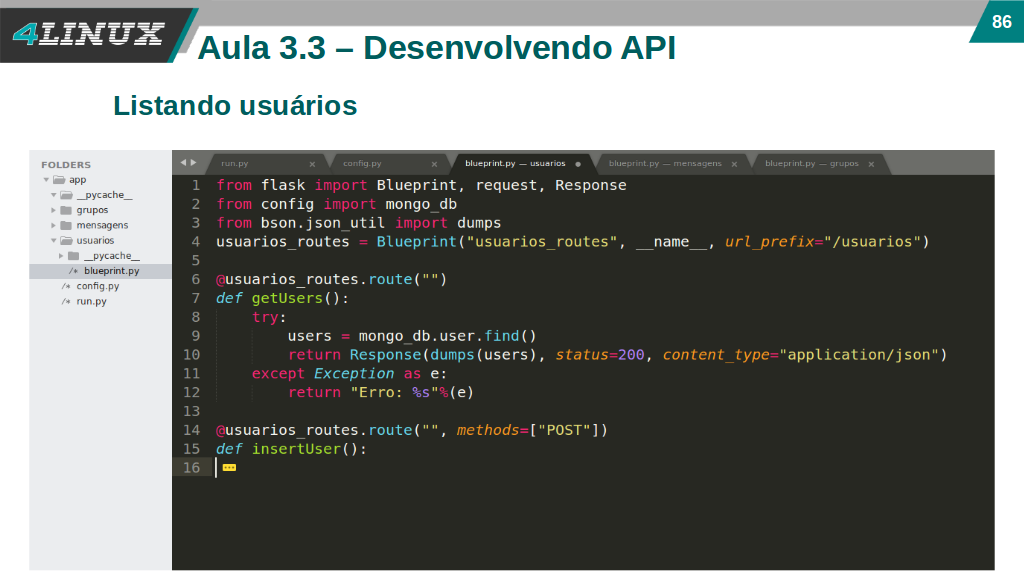 4LINUX
86
Aula 3.3 – Desenvolvendo API
Listando usuários
FOLDERS
app
__pycache__
grupos
mensagens
usuarios
__pycache__
/* blueprint.py
/* config.py
/* run.py
run.py ×
config.py ×
blueprint.py — usuarios ●
blueprint.py — mensagens ×
blueprint.py — grupos ×
1 from flask import Blueprint, request, Response
2 from config import mongo_db
3 from bson.json_util import dumps
4 usuarios_routes = Blueprint("usuarios_routes", __name__, url_prefix="/usuarios")
5
6 @usuarios_routes.route("")
7 def getUsers():
8     try:
9         users = mongo_db.user.find()
10         return Response(dumps(users), status=200, content_type="application/json")
11     except Exception as e:
12         return "Erro: %s"%(e)
13
14 @usuarios_routes.route("", methods=["POST"])
15 def insertUser():
16